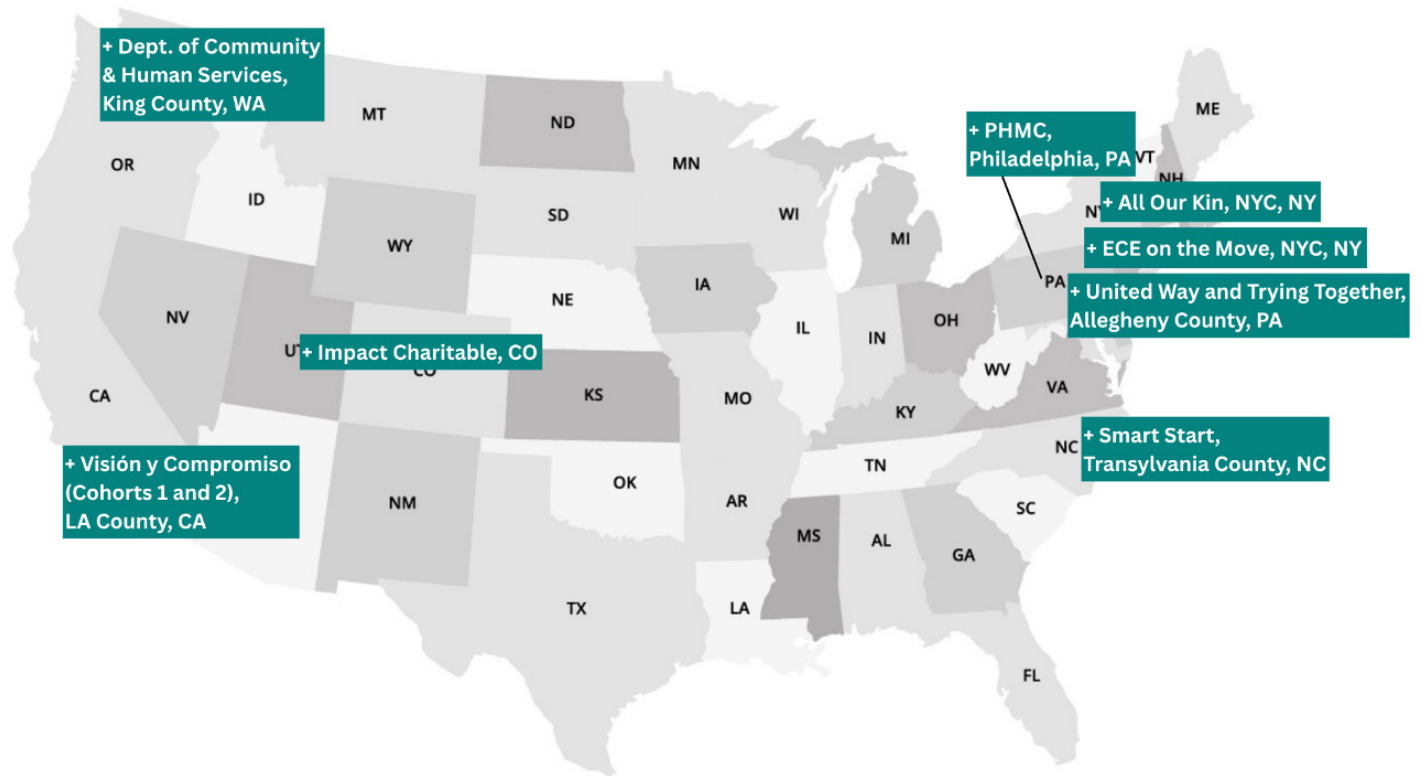 + Dept. of Community
& Human Services,
King County, WA
MT
ND
MN
ME
+ PHMC,
Philadelphia, PA
VT
NH
OR
ID
SD
WI
MI
NY
+ All Our Kin, NYC, NY
WY
+ ECE on the Move, NYC, NY
IA
PA
+ United Way and Trying Together,
Allegheny County, PA
NE
NV
IL
IN
OH
UT
+ Impact Charitable, CO
CO
WV
VA
CA
KS
MO
KY
+ Smart Start,
Transylvania County, NC
NC
+ Visión y Compromiso
(Cohorts 1 and 2),
LA County, CA
TN
OK
NM
AR
SC
MS
AL
GA
TX
LA
FL